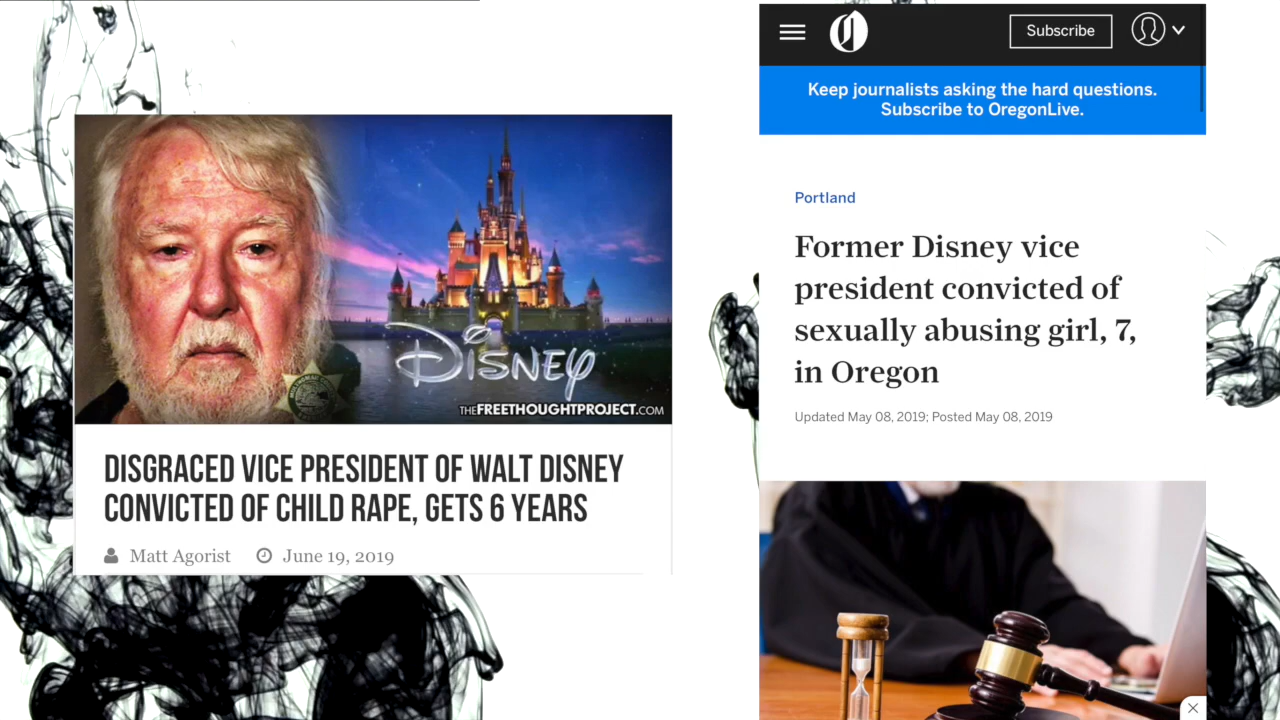 Disney
THEFREETHOUGHTPROJECT.COM
DISGRACED VICE PRESIDENT OF WALT DISNEY
CONVICTED OF CHILD RAPE, GETS 6 YEARS
Matt Agorist June 19, 2019
Subscribe
Keep journalists asking the hard questions.
Subscribe to OregonLive.
Portland
Former Disney vice
president convicted of
sexually abusing girl, 7,
in Oregon
Updated May 08, 2019; Posted May 08, 2019